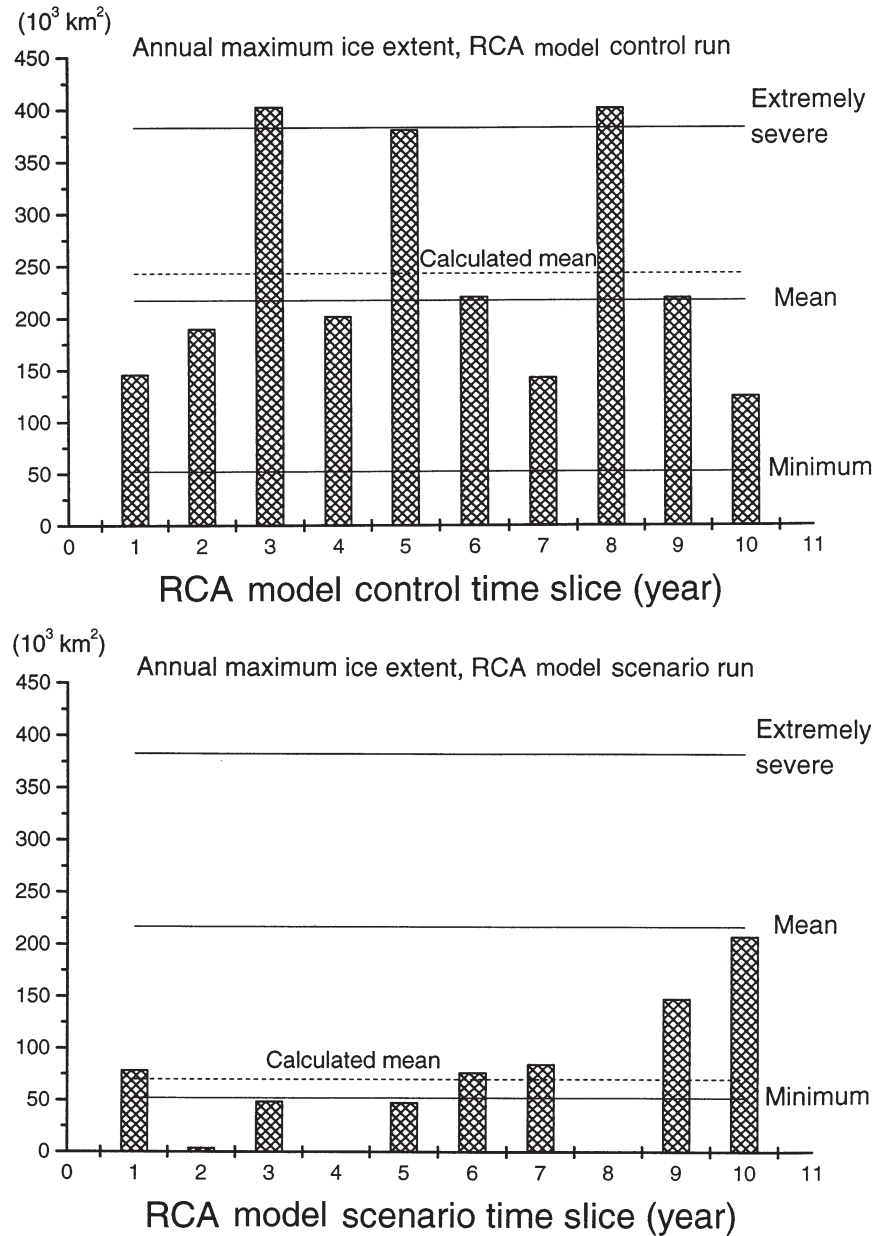 (10³ km²)
Annual maximum ice extent, RCA model control run
450
400
350
300
250
200
150
100
50
0
Extremely
severe
Calculated mean
Mean
Minimum
0 1 2 3 4 5 6 7 8 9 10 11
RCA model control time slice (year)
(10³ km²)
Annual maximum ice extent, RCA model scenario run
450
400
350
300
250
200
150
100
50
0
Extremely
severe
Mean
Calculated mean
Minimum
0 1 2 3 4 5 6 7 8 9 10 11
RCA model scenario time slice (year)